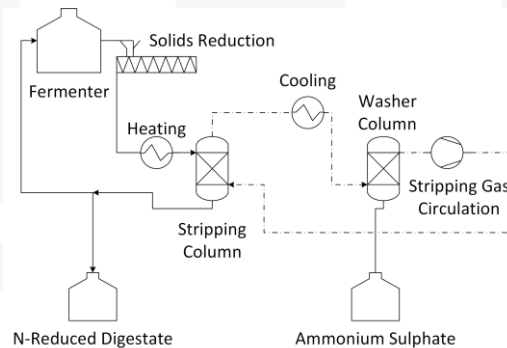 Solids Reduction
Fermenter
Cooling
Washer
Column
Heating
Stripping Gas
Circulation
Stripping
Column
N-Reduced Digestate
Ammonium Sulphate